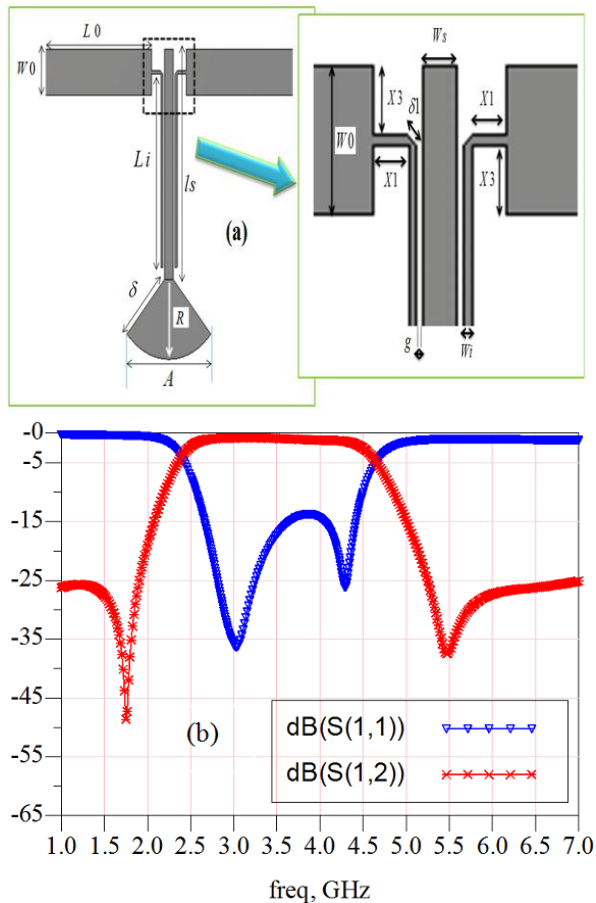 L0
W0
Li
ls
(a)
δ
R
A
Ws
X3
δ1
X1
W0
X1
X3
g
Wi
-0
-5
-15
-25
-35
-45
-55
-65
(b)
dB(S(1,1))
dB(S(1,2))
1.0 1.5 2.0 2.5 3.0 3.5 4.0 4.5 5.0 5.5 6.0 6.5 7.0
freq, GHz